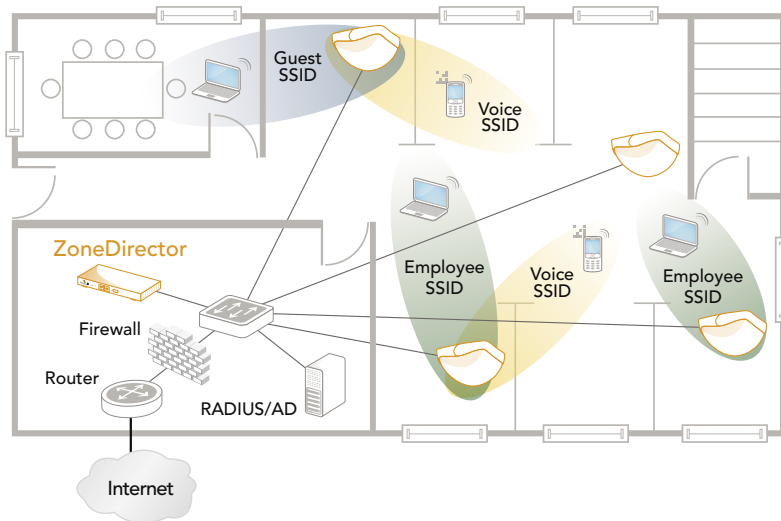 Guest
SSID
Voice
SSID
ZoneDirector
Employee
SSID
Voice
SSID
Employee
SSID
Firewall
Router
RADIUS/AD
Internet